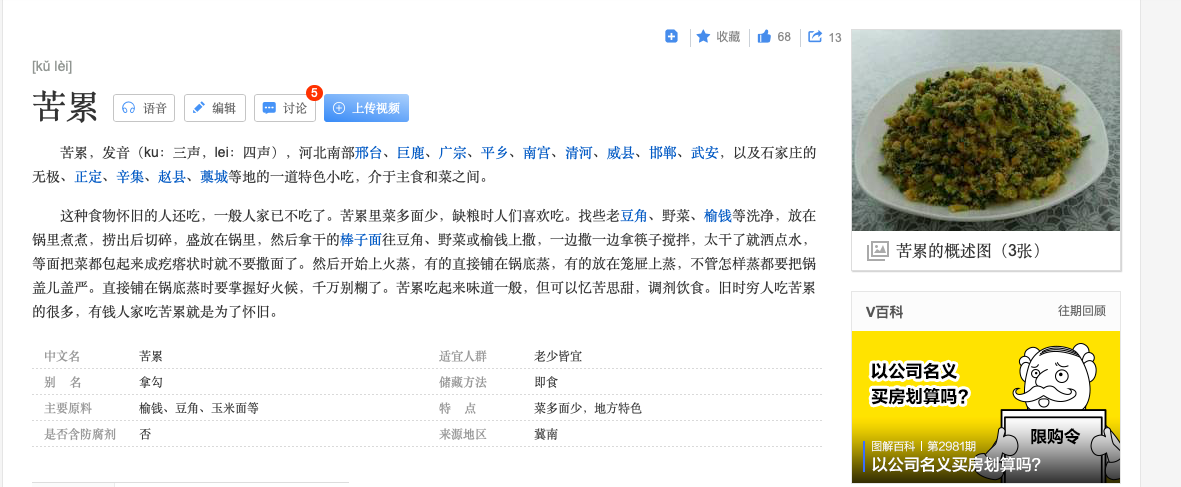 收藏
68
13
[kǔ lèi]
苦累
语音
编辑
讨论
5
上传视频
苦累，发音（ku：三声，lei：四声），河北南部邢台、巨鹿、广宗、平乡、南宫、清河、威县、邯郸、武安，以及石家庄的
无极、正定、辛集、赵县、藁城等地的一道特色小吃，介于主食和菜之间。
这种食物怀旧的人还吃，一般人家已不吃了。苦累里菜多面少，缺粮时人们喜欢吃。找些老豆角、野菜、榆钱等洗净，放在
锅里煮煮，捞出后切碎，盛放在锅里，然后拿干的棒子面往豆角、野菜或榆钱上撒，一边撒一边拿筷子搅拌，太干了就洒点水，
等面把菜都包起来成疙瘩状时就不要撒面了。然后开始上火蒸，有的直接铺在锅底蒸，有的放在笼屉上蒸，不管怎样蒸都要把锅
盖儿盖严。直接铺在锅底蒸时要掌握好火候，千万别糊了。苦累吃起来味道一般，但可以忆苦思甜，调剂饮食。旧时穷人吃苦累
的很多，有钱人家吃苦累就是为了怀旧。
中文名 苦累 适宜人群 老少皆宜
别 名 拿勾 储藏方法 即食
主要原料 榆钱、豆角、玉米面等 特 点 菜多面少，地方特色
是否含防腐剂 否 来源地区 冀南
苦累的概述图（3张）
V百科 往期回顾
以公司名义
买房划算吗?
限购令
图解百科 | 第2981期
以公司名义买房划算吗?